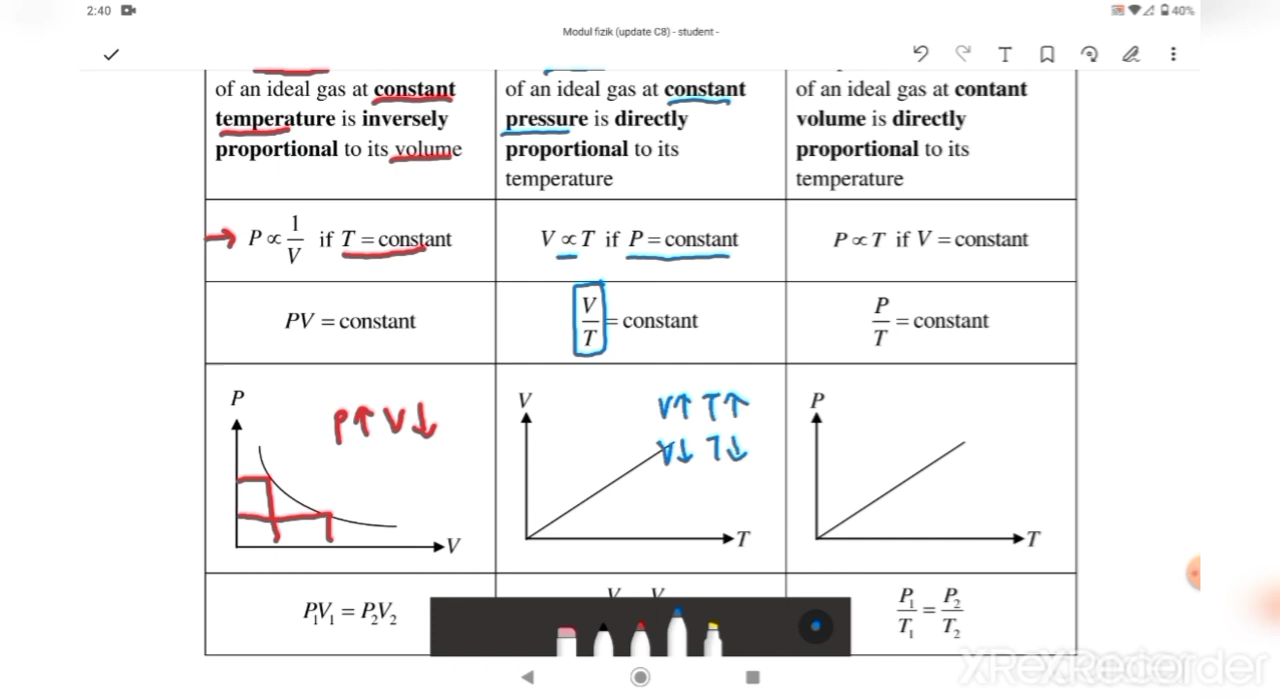 2:40
40%
Modul fizik (update C8) - student -
T
of an ideal gas at constant
temperature is inversely
proportional to its volume
of an ideal gas at constant
pressure is directly
proportional to its
temperature
of an ideal gas at contant
volume is directly
proportional to its
temperature
P ∝ 1/V if T = constant
V ∝ T if P = constant
P ∝ T if V = constant
PV = constant
V/T = constant
P/T = constant
P
P↑ V↓
V
V
V↑ T↑
V↓ T↓
T
P
T
P₁V₁ = P₂V₂
V V
P₁/T₁ = P₂/T₂